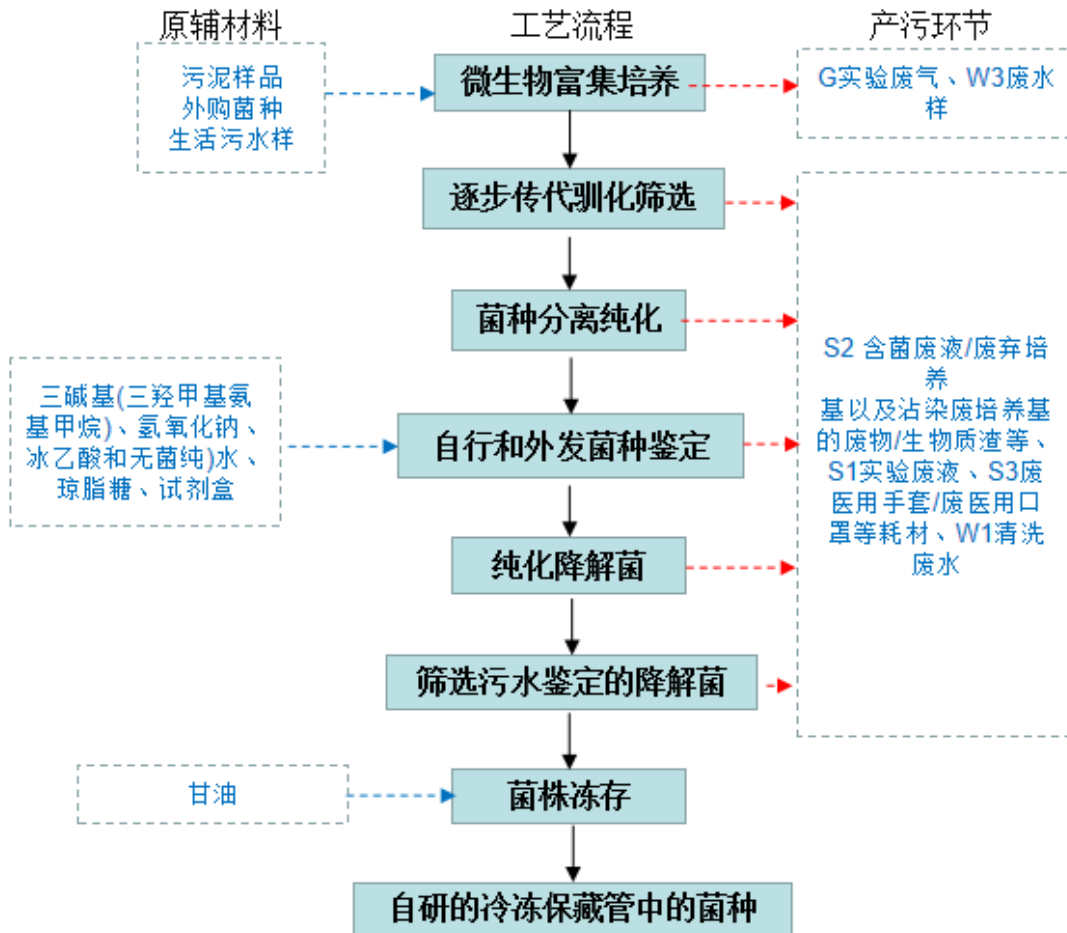 原辅材料
工艺流程
产污环节
污泥样品
外购菌种
生活污水样
微生物富集培养
G实验废气、W3废水
样
逐步传代驯化筛选
菌种分离纯化
三碱基(三羟甲基氨
基甲烷)、氢氧化钠、
冰乙酸和无菌纯)水、
琼脂糖、试剂盒
自行和外发菌种鉴定
S2 含菌废液/废弃培
养
基以及沾染废培养基
的废物/生物质渣等、
S1实验废液、S3废
医用手套/废医用口
罩等耗材、W1清洗
废水
纯化降解菌
筛选污水鉴定的降解菌
甘油
菌株冻存
自研的冷冻保藏管中的菌种